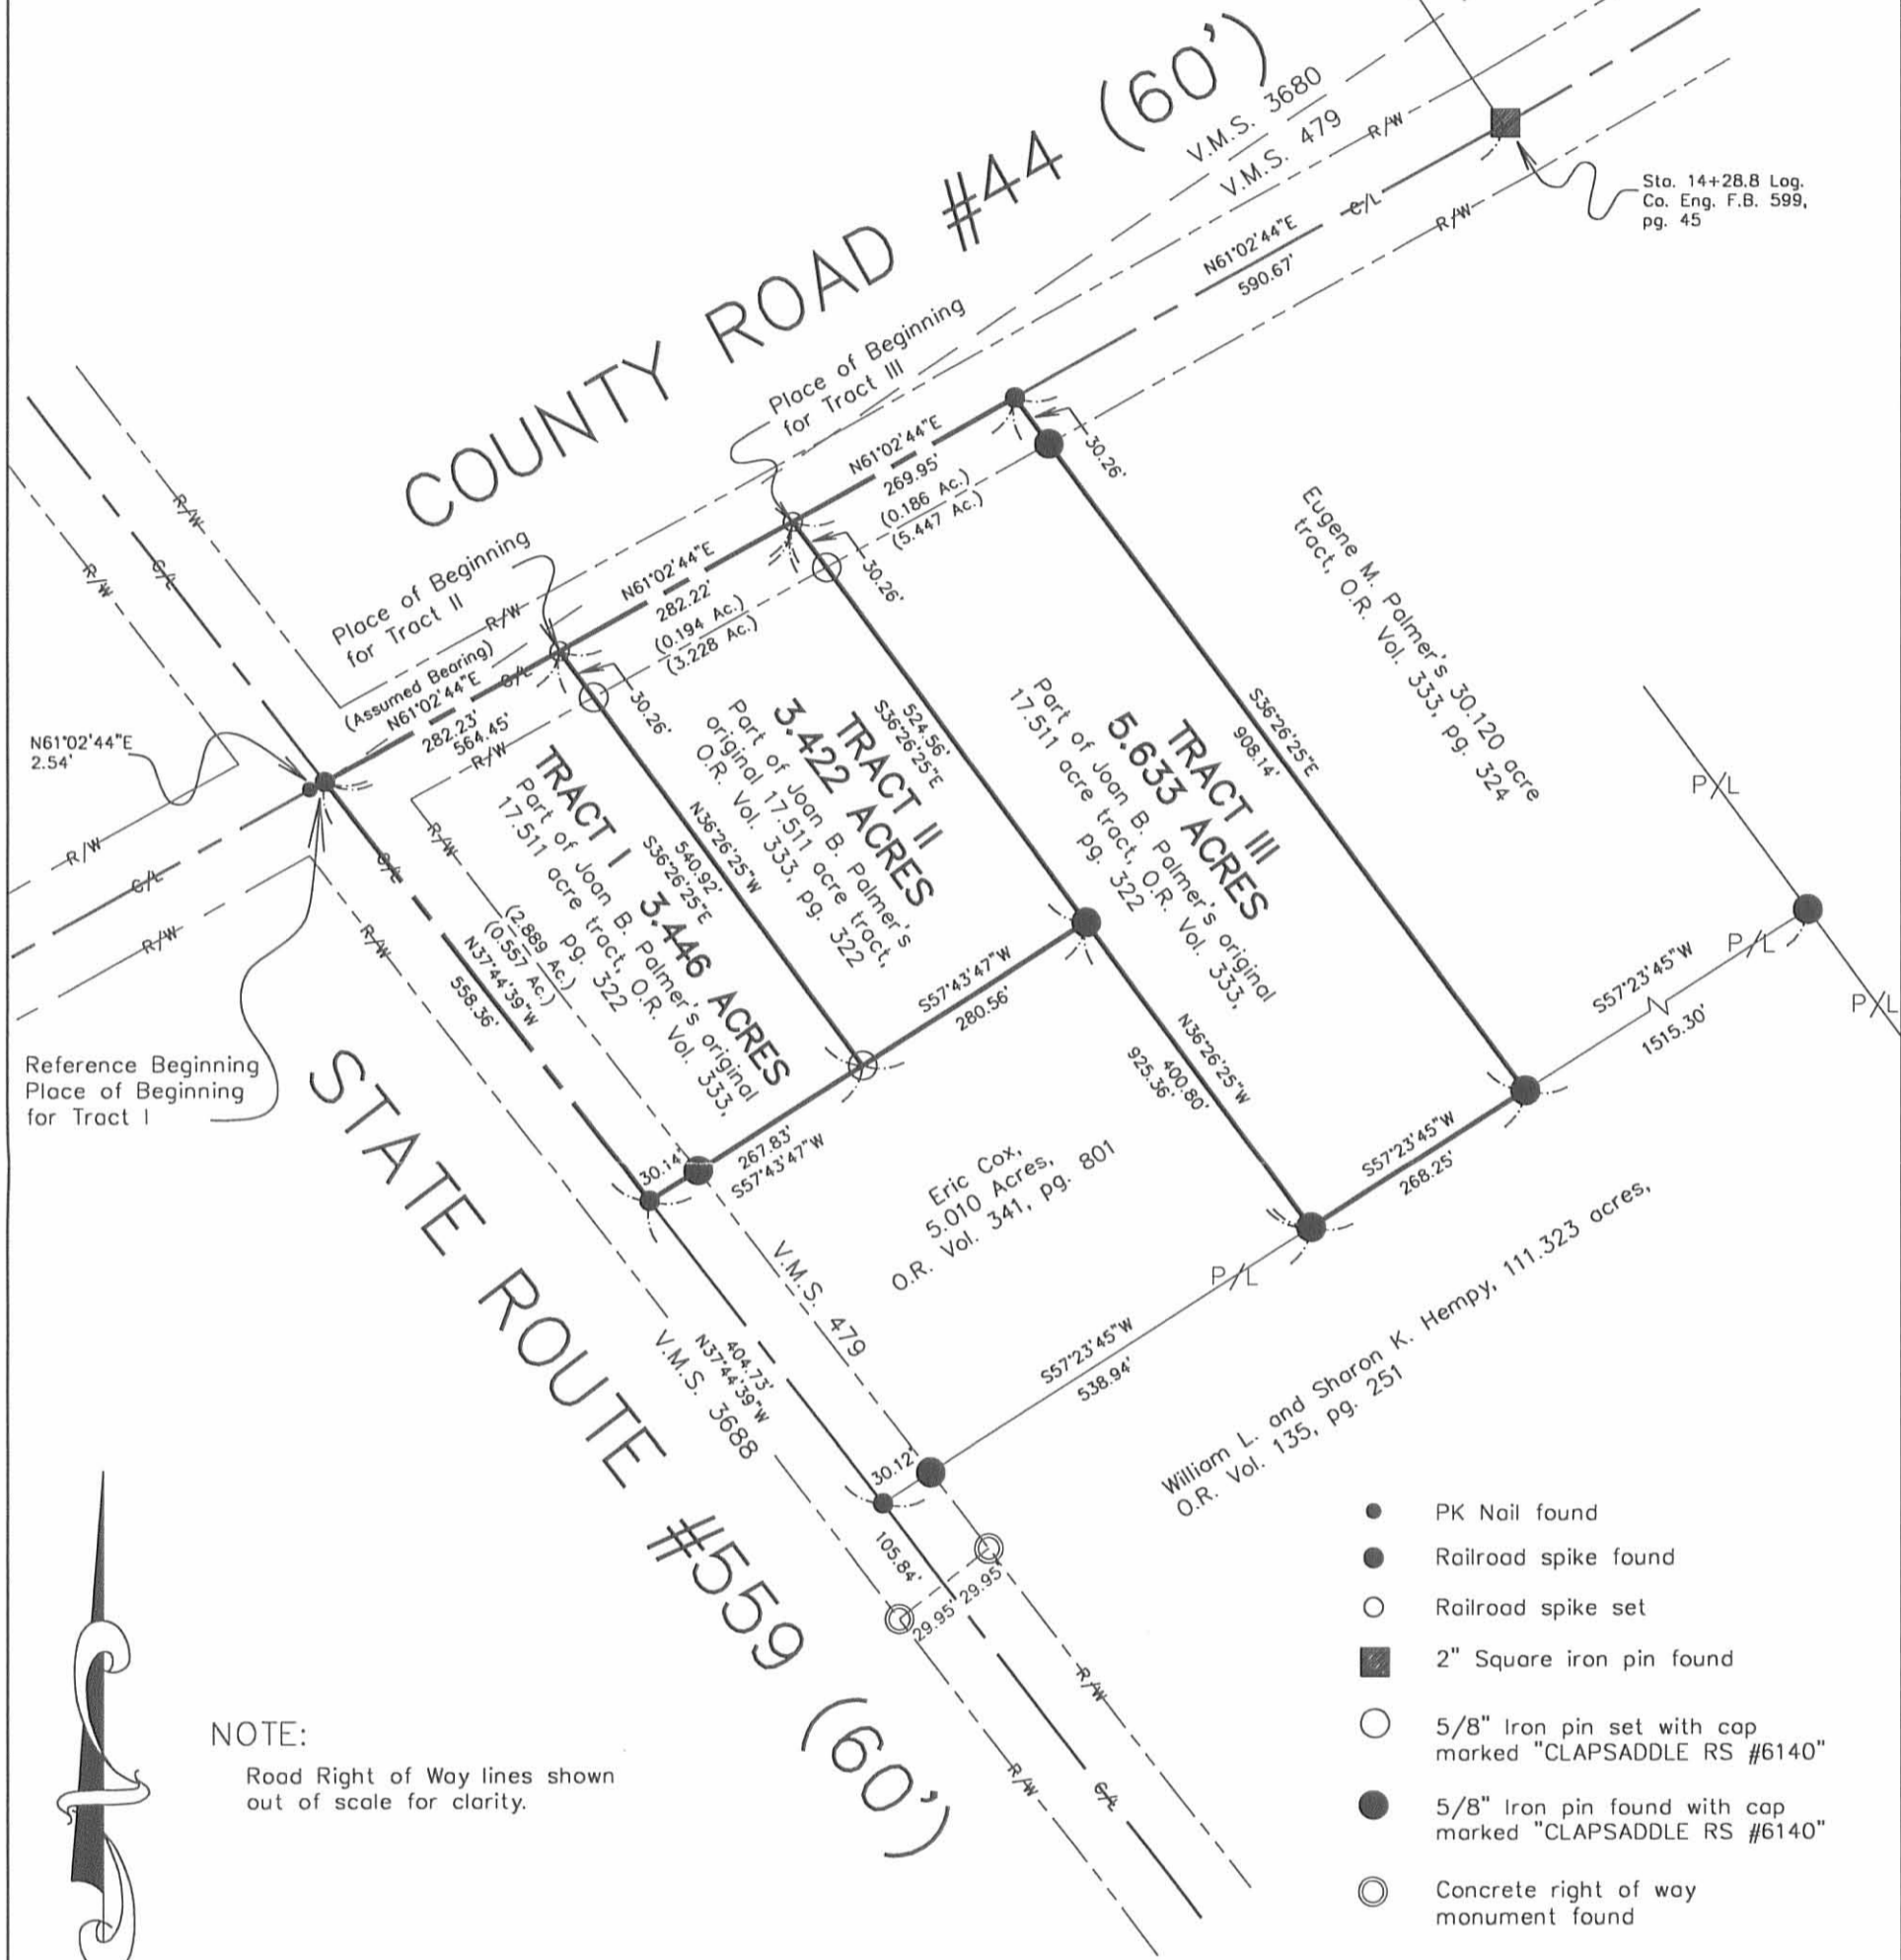 COUNTY ROAD #44 (60')
V.M.S. 3680
V.M.S. 479
R/W
C/L
R/W
Sta. 14+28.8 Log.
Co. Eng. F.B. 599,
pg. 45
N61°02'44"E
590.67'
Place of Beginning
for Tract III
N61°02'44"E
269.95'
(0.186 Ac.)
(5.447 Ac.)
30.26'
R/W
C/L
R/W
Place of Beginning
for Tract II
R/W
N61°02'44"E
282.22'
(0.194 Ac.)
(3.228 Ac.)
30.26'
(Assumed Bearing)
N61°02'44"E
C/L
282.23'
564.45'
R/W
30.26'
N61°02'44"E
2.54'
R/W
C/L
R/W
Reference Beginning
Place of Beginning
for Tract I
TRACT I 3.446 ACRES
Part of Joan B. Palmer's original
17.511 acre tract, O.R. Vol. 333,
pg. 322
R/W
(2.889 Ac.)
(0.557 Ac.)
N37°44'39"W
558.36'
C/L
R/W
N36°26'25"W
540.92'
S36°26'25"E
TRACT II
3.422 ACRES
Part of Joan B. Palmer's
original 17.511 acre tract,
O.R. Vol. 333, pg. 322
524.56'
S36°26'25"E
TRACT III
5.633 ACRES
Part of Joan B. Palmer's original
17.511 acre tract, O.R. Vol. 333,
pg. 322
S36°26'25"E
908.14'
Eugene M. Palmer's 30.120 acre
tract, O.R. Vol. 333, pg. 324
P/L
P/L
P/L
S57°23'45"W
1515.30'
S57°43'47"W
280.56'
N36°26'25"W
400.80'
925.36'
S57°23'45"W
268.25'
30.14'
267.83'
S57°43'47"W
Eric Cox,
5.010 Acres,
O.R. Vol. 341, pg. 801
P/L
S57°23'45"W
538.94'
William L. and Sharon K. Hempy, 111.323 acres,
O.R. Vol. 135, pg. 251
STATE ROUTE #559 (60')
V.M.S. 479
404.73'
N37°44'39"W
V.M.S. 3688
30.12'
105.84'
29.95'
29.95'
R/W
R/W
C/L
NOTE:
Road Right of Way lines shown
out of scale for clarity.
PK Nail found
Railroad spike found
Railroad spike set
2" Square iron pin found
5/8" Iron pin set with cap
marked "CLAPSADDLE RS #6140"
5/8" Iron pin found with cap
marked "CLAPSADDLE RS #6140"
Concrete right of way
monument found